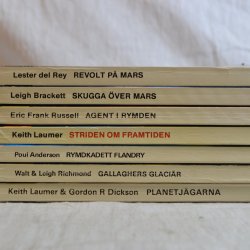 Lester del Rey REVOLT PÅ MARS
Leigh Brackett SKUGGA ÖVER MARS
Eric Frank Russell AGENT I RYMDEN
Keith Laumer STRIDEN OM FRAMTIDEN
Poul Anderson RYMDKADETT FLANDRY
Walt & Leigh Richmond GALLAGHERS GLACIÄR
Keith Laumer & Gordon R Dickson PLANETJÄGARNA